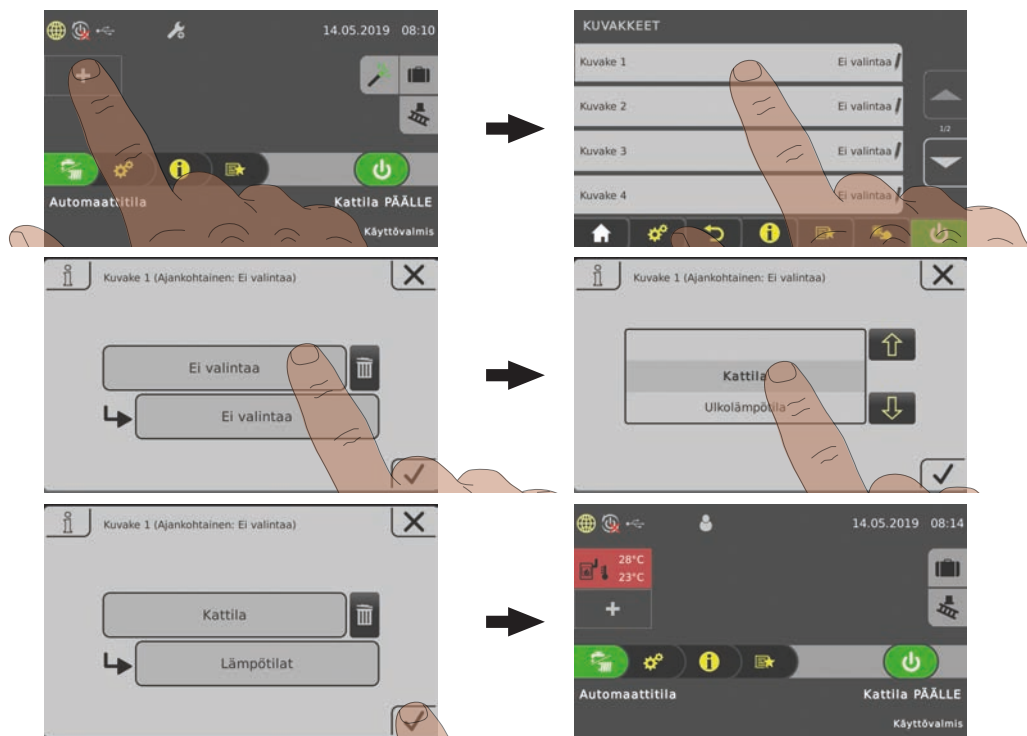 14.05.2019 08:10
Automaattitila
Kattila PÄÄLLE
Käyttövalmis
KUVAKKEET
Kuvake 1 Ei valintaa
Kuvake 2 Ei valintaa
1/2
Kuvake 3 Ei valintaa
Kuvake 4 Ei valintaa
Kuvake 1 (Ajankohtainen: Ei valintaa)
Ei valintaa
Ei valintaa
Kuvake 1 (Ajankohtainen: Ei valintaa)
Kattila
Ulkolämpötila
Kuvake 1 (Ajankohtainen: Ei valintaa)
Kattila
Lämpötilat
14.05.2019 08:14
28°C
23°C
Automaattitila
Kattila PÄÄLLE
Käyttövalmis